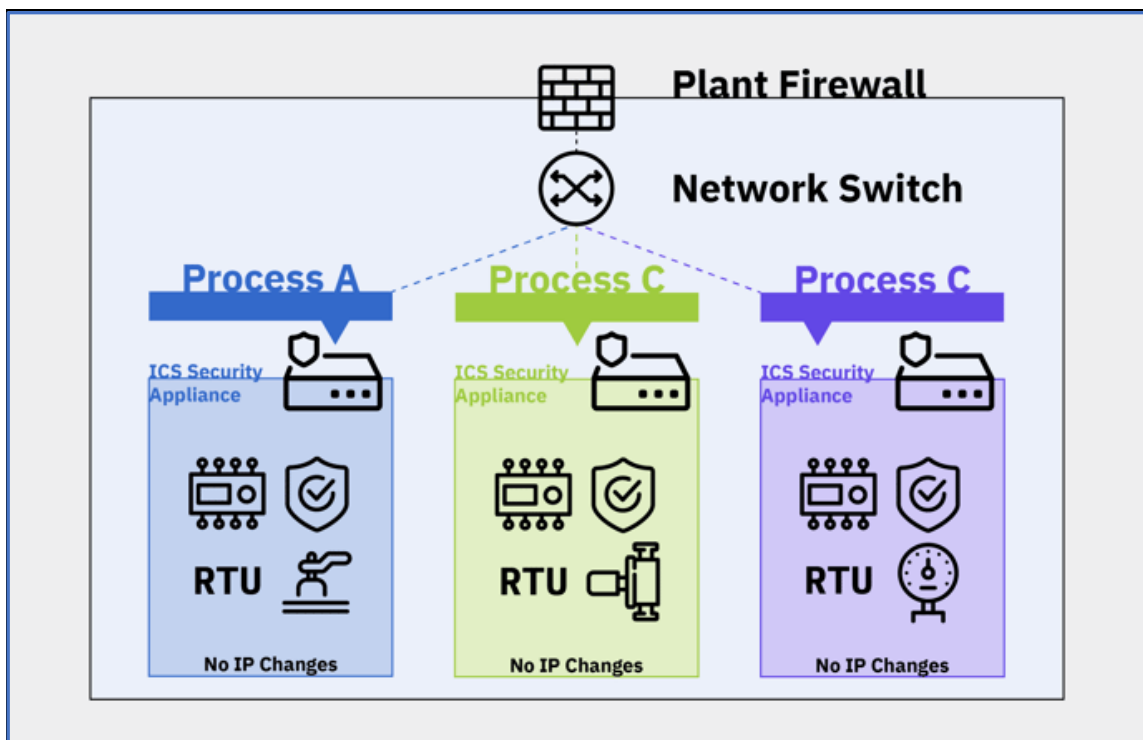 Plant Firewall
Network Switch
Process A
Process C
Process C
ICS Security
Appliance
ICS Security
Appliance
ICS Security
Appliance
RTU
RTU
RTU
No IP Changes
No IP Changes
No IP Changes